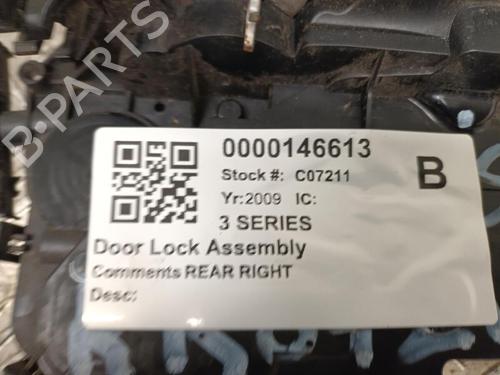 B-PARTS
0000146613
Stock #: C07211
B
Yr:2009 IC:
3 SERIES
Door Lock Assembly
Comments REAR RIGHT
Desc: